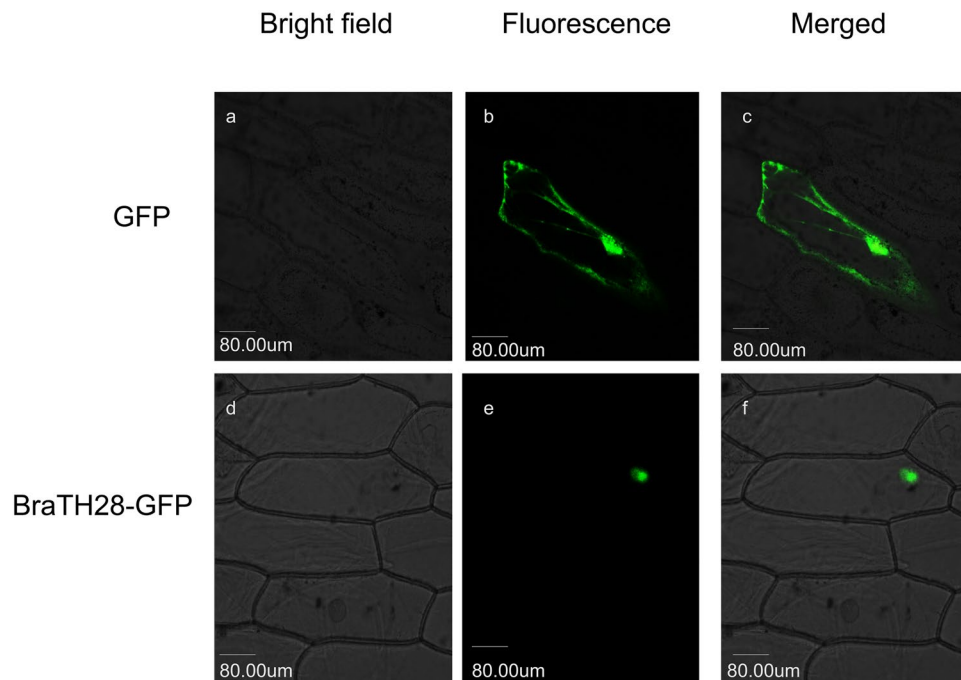 Bright field Fluorescence Merged
GFP
a
b
c
80.00um
80.00um
80.00um
BraTH28-GFP
d
e
f
80.00um
80.00um
80.00um